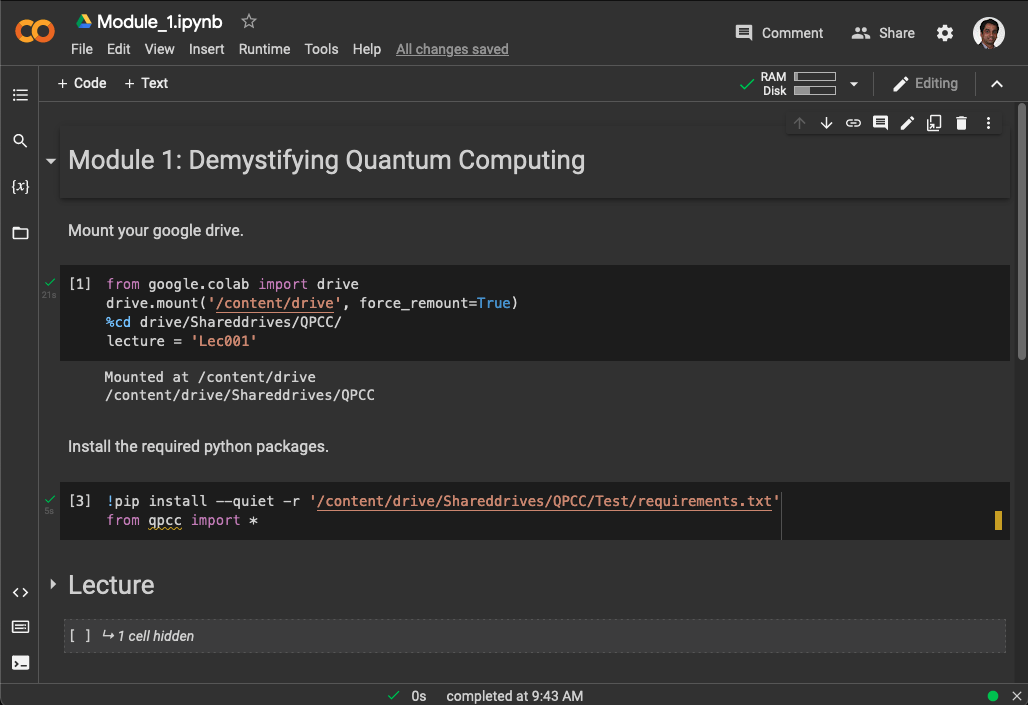 Module_1.ipynb
File Edit View Insert Runtime Tools Help All changes saved
Comment Share
+ Code + Text
RAM
Disk
Editing
Module 1: Demystifying Quantum Computing
Mount your google drive.
[1] from google.colab import drive
21s
drive.mount('/content/drive', force_remount=True)
%cd drive/Shareddrives/QPCC/
lecture = 'Lec001'
Mounted at /content/drive
/content/drive/Shareddrives/QPCC
Install the required python packages.
[3] !pip install --quiet -r '/content/drive/Shareddrives/QPCC/Test/requirements.txt'
5s
from qpcc import *
Lecture
[ ] ↳ 1 cell hidden
0s completed at 9:43 AM